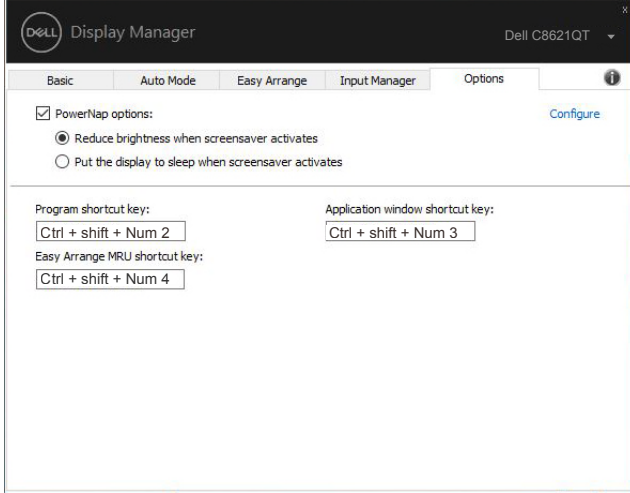 DELL Display Manager
x
Dell C8621QT
Basic Auto Mode Easy Arrange Input Manager Options
PowerNap options: Configure
Reduce brightness when screensaver activates
Put the display to sleep when screensaver activates
Program shortcut key: Application window shortcut key:
Ctrl + shift + Num 2 Ctrl + shift + Num 3
Easy Arrange MRU shortcut key:
Ctrl + shift + Num 4